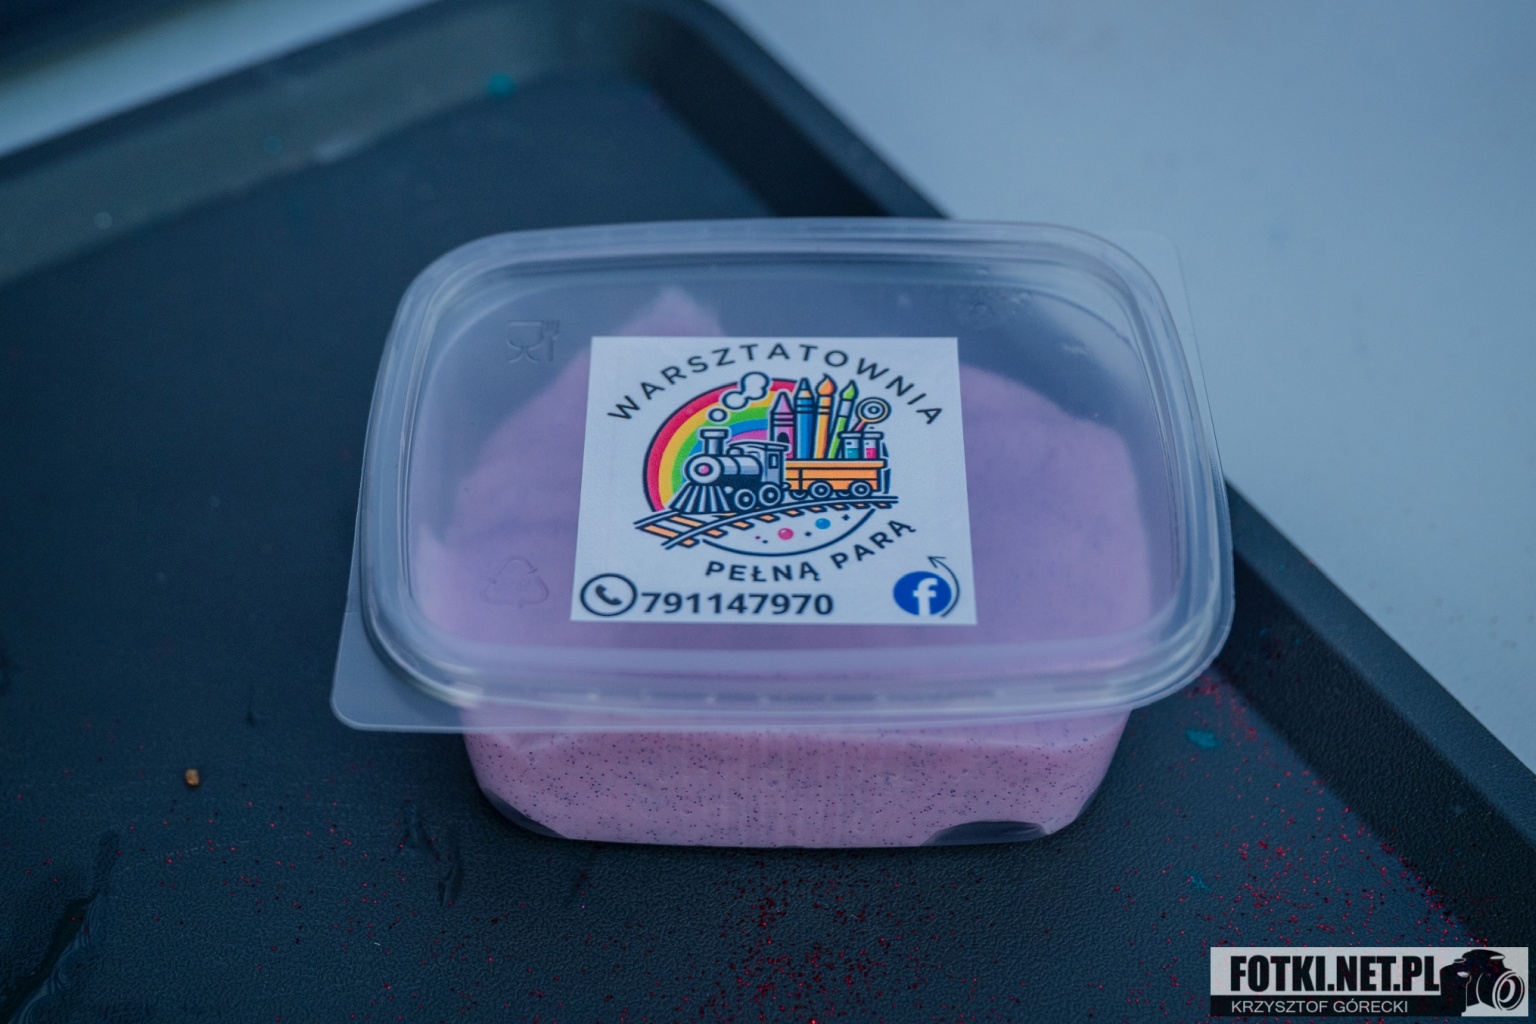 WARSZTATOWNIA
PEŁNĄ PARĄ
791147970
f
FOTKI.NET.PL
KRZYSZTOF GÓRECKI